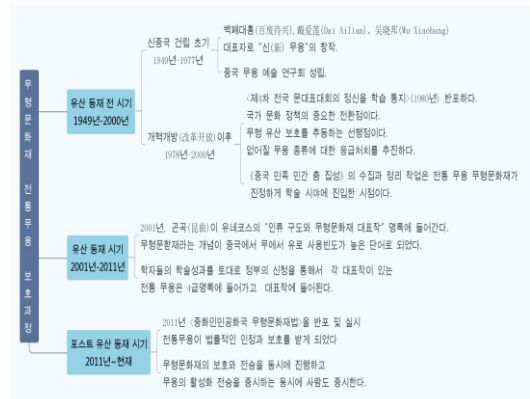 무형문화재 전통무용 보호과정
유산 등재 전 시기
1949년-2000년
신중국 건립 초기
1949년-1977년
백폐대흥(百废待兴), 戴爱莲(Dai Ailian)、吴晓邦(Wu Xiaobang)
대표자로 "신(新) 무용"의 창작.
중국 무용 예술 연구회 성립.
개혁개방(改革开放)이후
1978년-2000년
<제4차 전국 문대표대회의 정신을 학습 통지>(1980년) 반포하다.
국가 문화 정책의 중요한 전환점이다.
무형 유산 보호를 추동하는 선행점이다.
없어질 무용 종류에 대한 응급처치를 추진하다.
《중국 민족 민간 춤 집성》의 수집과 정리 작업은 전통 무용 무형문화재가
진정하게 학술 시야에 진입한 시점이다.
유산 등재 시기
2001년-2011년
2001년, 곤곡(昆曲)이 유네코스의 "인류 구도와 무형문화재 대표작" 명록에 들어간다.
무형문홛재라는 개념이 중국에서 무에서 유로 사용빈도가 높은 단어로 되었다.
학자들의 학술성과를 토대로 정부의 신청을 통해서 각 대표작이 있는
전통 무용은 4급명록에 들어가고 대표작에 들어된다.
포스트 유산 등재 시기
2011년~현재
2011년 <중화인민공화국 무형문화재법>을 반포 및 실시
전통무용이 법률적인 인정과 보호를 받게 되었다
무형문화재의 보호와 전승을 동시에 진행하고
무용의 활성화 전승을 중시하는 동시에 사람도 중시한다.